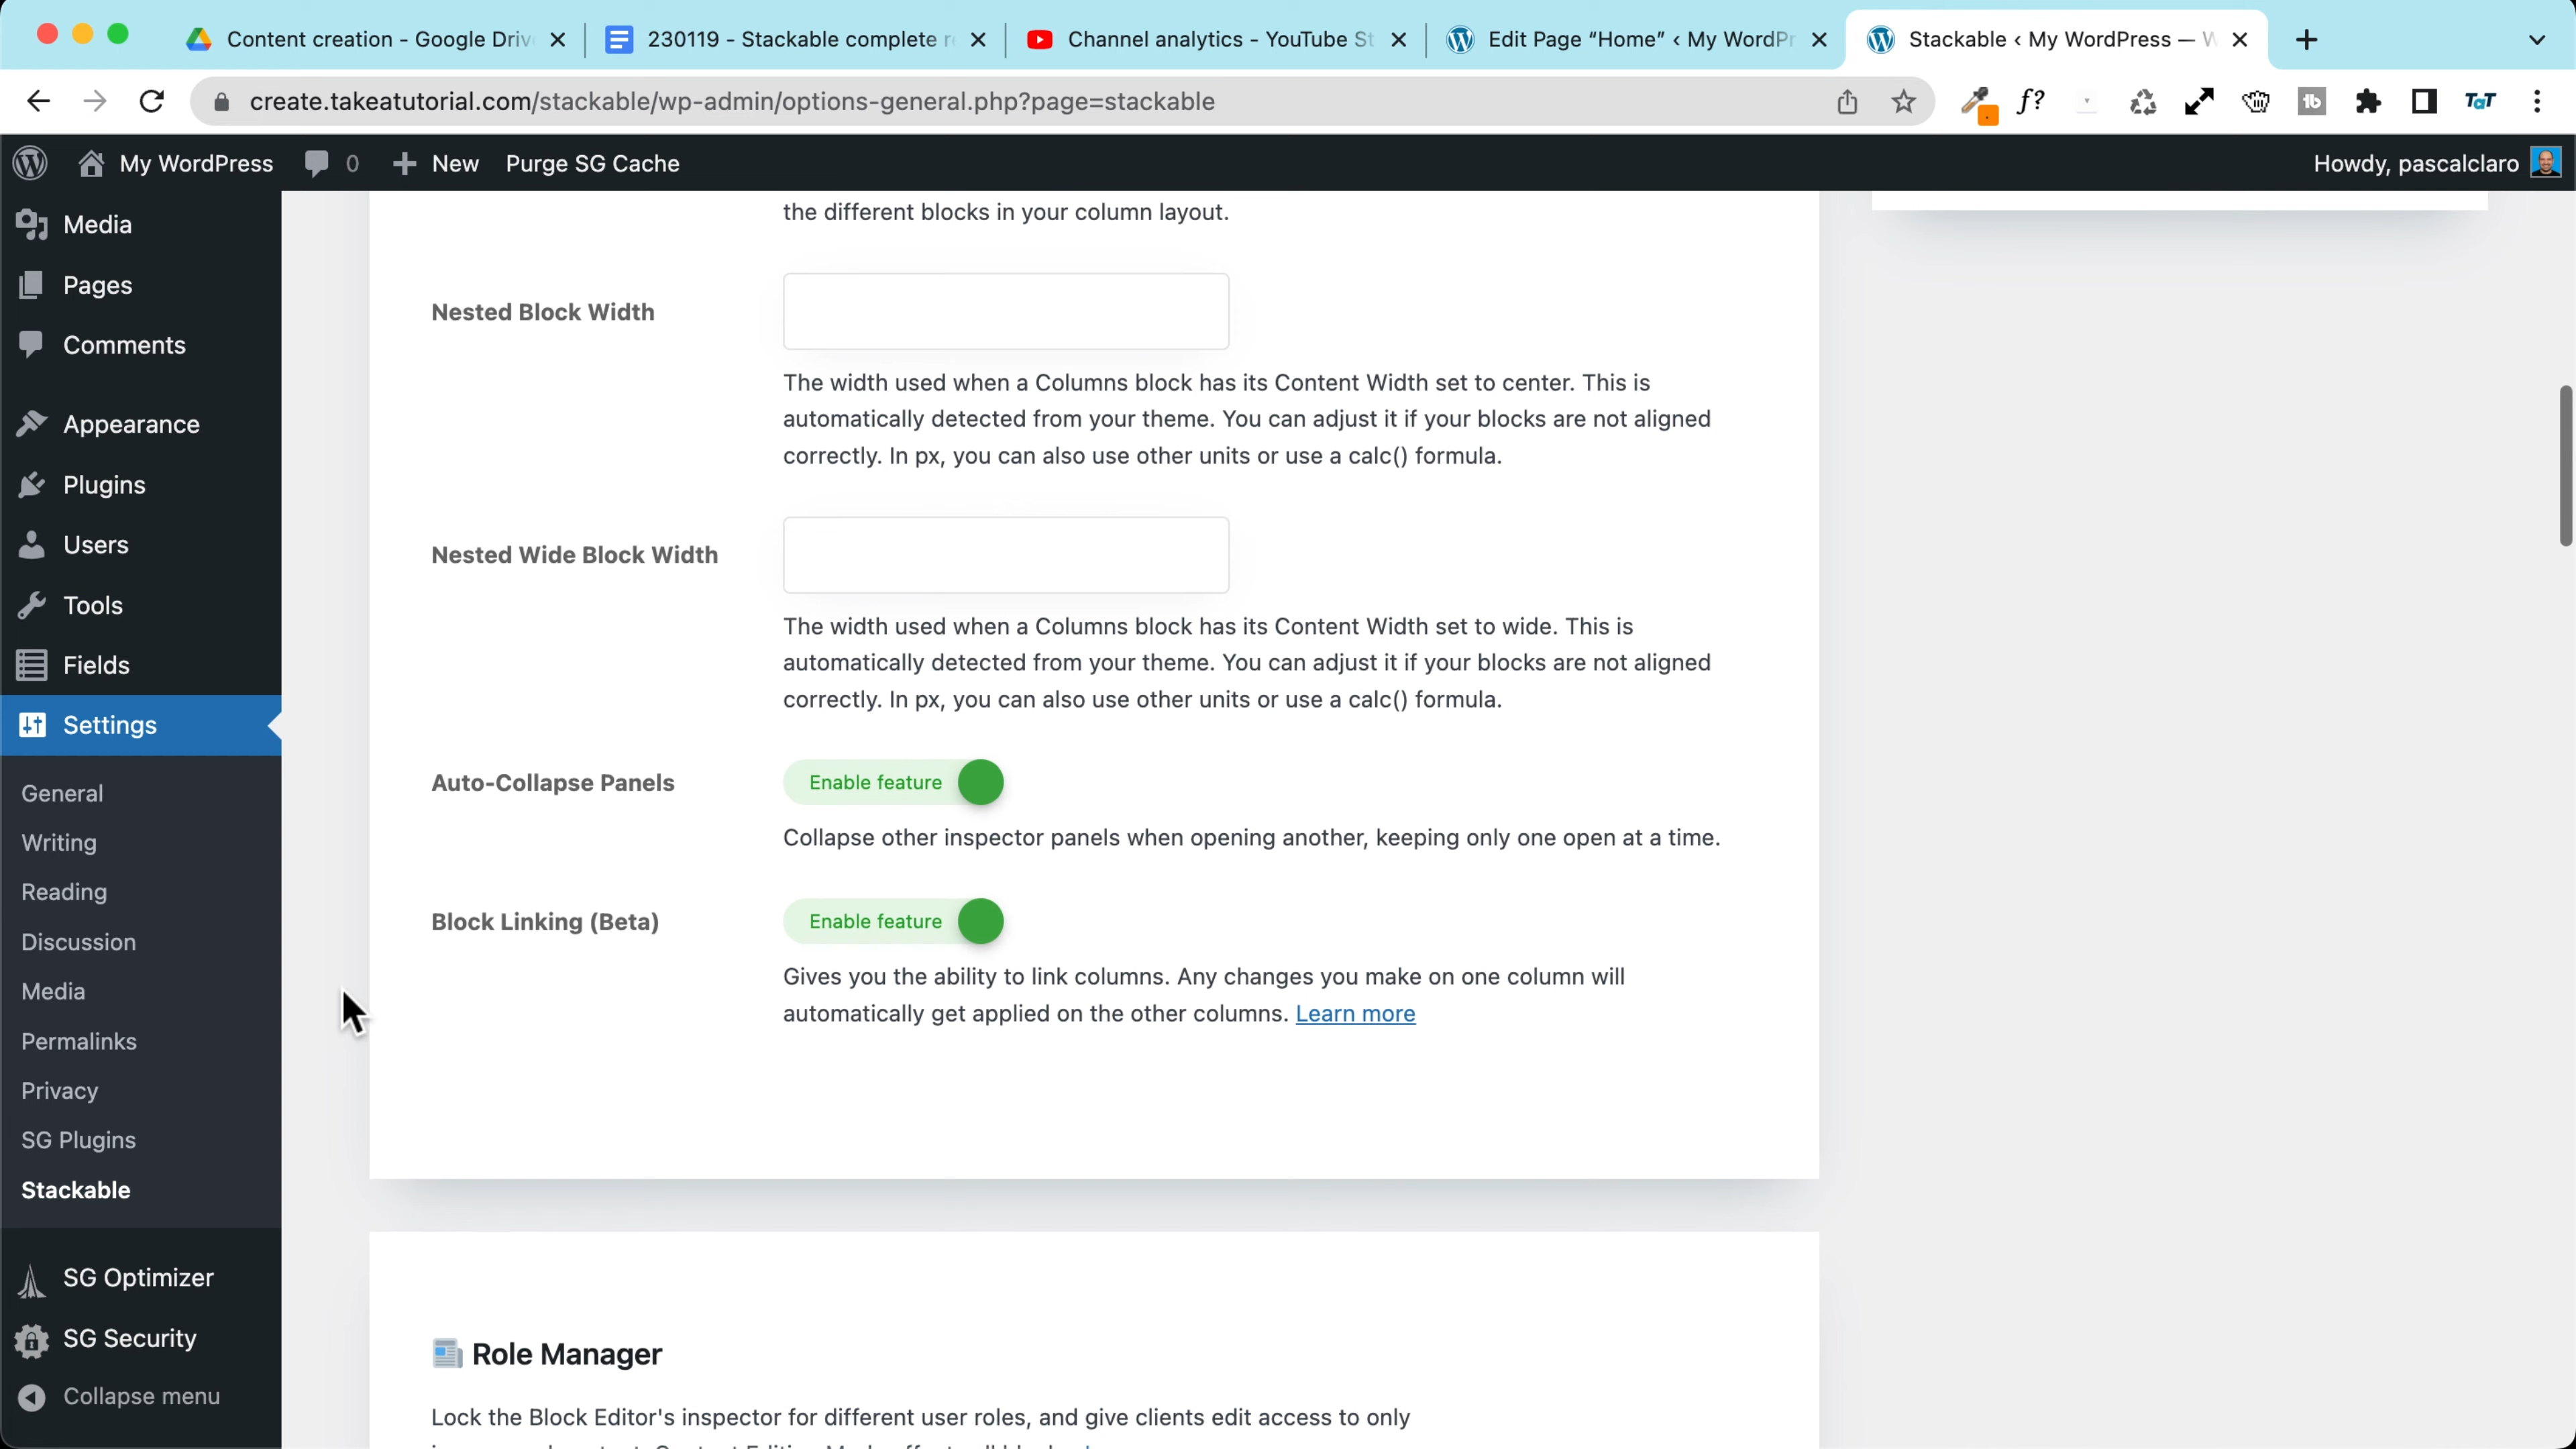 Content creation - Google Driv
230119 - Stackable complete r
Channel analytics - YouTube St
Edit Page “Home” ‹ My WordPr
Stackable ‹ My WordPress — W
create.takeatutorial.com/stackable/wp-admin/options-general.php?page=stackable
f?
tb
TaT
My WordPress
0
New
Purge SG Cache
Howdy, pascalclaro
Media
Pages
Comments
Appearance
Plugins
Users
Tools
Fields
Settings
General
Writing
Reading
Discussion
Media
Permalinks
Privacy
SG Plugins
Stackable
SG Optimizer
SG Security
Collapse menu
the different blocks in your column layout.
Nested Block Width
The width used when a Columns block has its Content Width set to center. This is
automatically detected from your theme. You can adjust it if your blocks are not aligned
correctly. In px, you can also use other units or use a calc() formula.
Nested Wide Block Width
The width used when a Columns block has its Content Width set to wide. This is
automatically detected from your theme. You can adjust it if your blocks are not aligned
correctly. In px, you can also use other units or use a calc() formula.
Auto-Collapse Panels
Enable feature
Collapse other inspector panels when opening another, keeping only one open at a time.
Block Linking (Beta)
Enable feature
Gives you the ability to link columns. Any changes you make on one column will
automatically get applied on the other columns. Learn more
Role Manager
Lock the Block Editor's inspector for different user roles, and give clients edit access to only